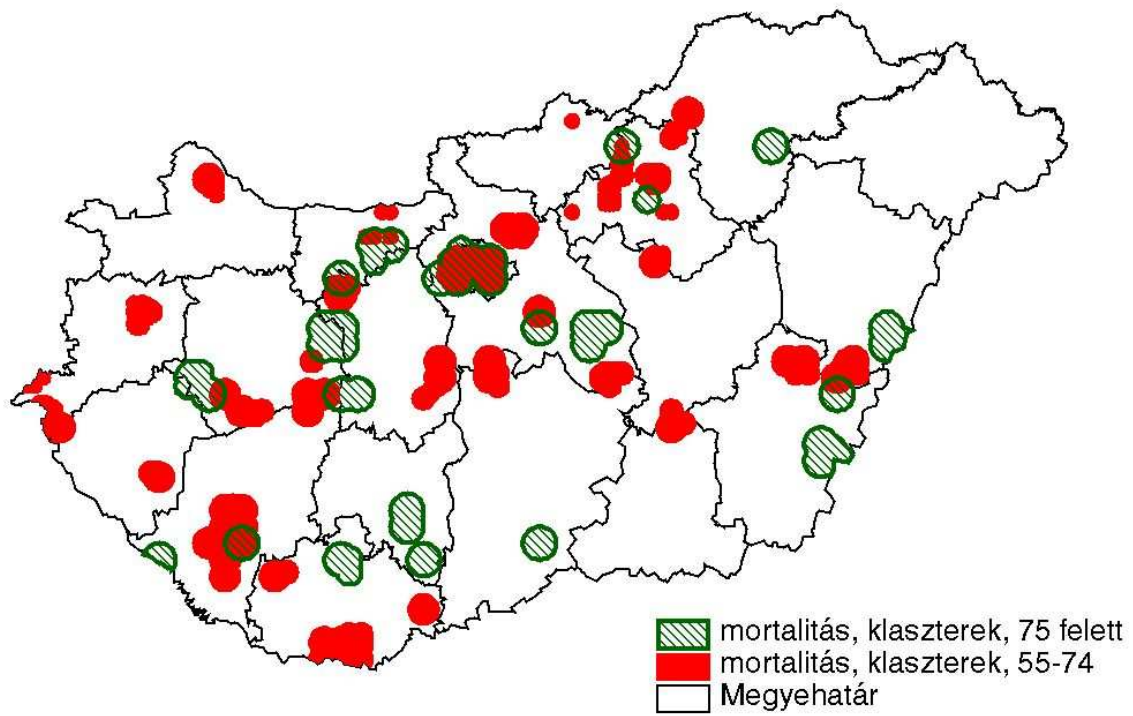 mortalitás, klaszterek, 75 felett
mortalitás, klaszterek, 55-74
Megyehatár